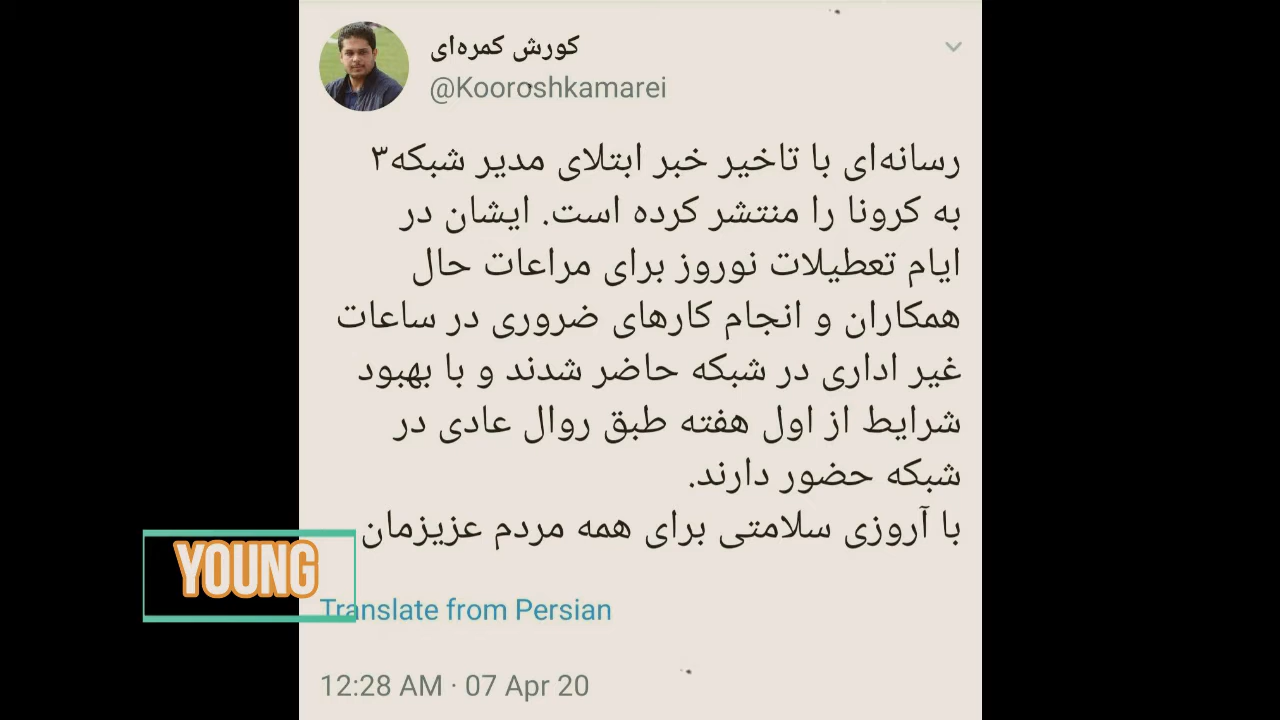 کورش کمره‌ای
@Kooroshkamarei
رسانه‌ای با تاخیر خبر ابتلای مدیر شبکه۳
به کرونا را منتشر کرده است. ایشان در
ایام تعطیلات نوروز برای مراعات حال
همکاران و انجام کارهای ضروری در ساعات
غیر اداری در شبکه حاضر شدند و با بهبود
شرایط از اول هفته طبق روال عادی در
شبکه حضور دارند.
با آروزی سلامتی برای همه مردم عزیزمان
YOUNG
Translate from Persian
12:28 AM · 07 Apr 20